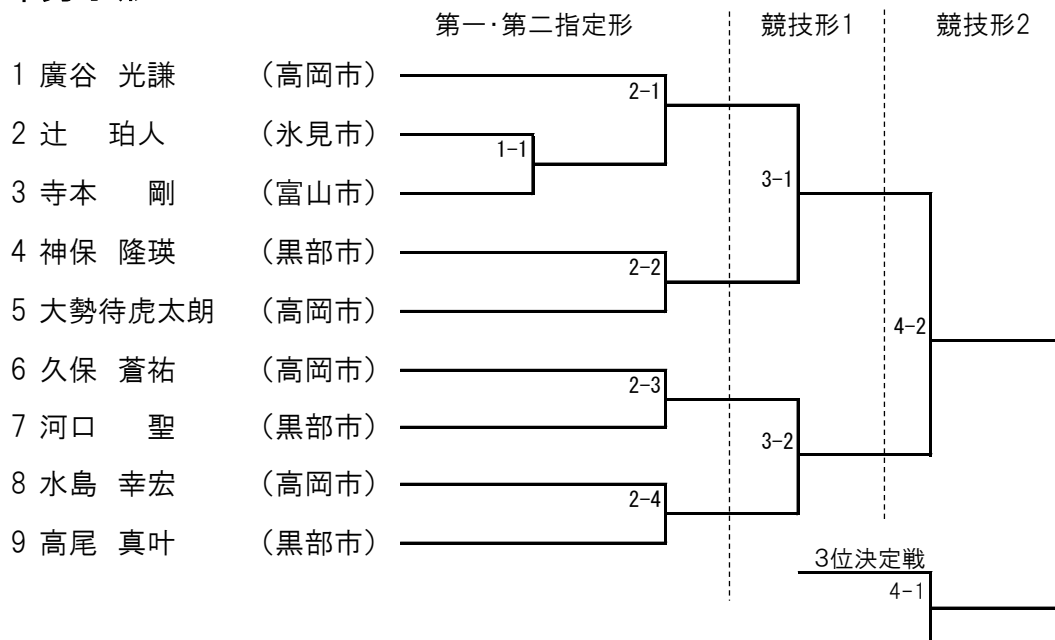 第一･第二指定形　競技形1　競技形2
1 廣谷　光謙　（高岡市）
2-1
2 辻　珀人　（氷見市）
1-1
3 寺本　剛　（富山市）
3-1
4 神保　隆瑛　（黒部市）
2-2
5 大勢待虎太朗　（高岡市）
4-2
6 久保　蒼祐　（高岡市）
2-3
7 河口　聖　（黒部市）
3-2
8 水島　幸宏　（高岡市）
2-4
9 高尾　真叶　（黒部市）
3位決定戦
4-1